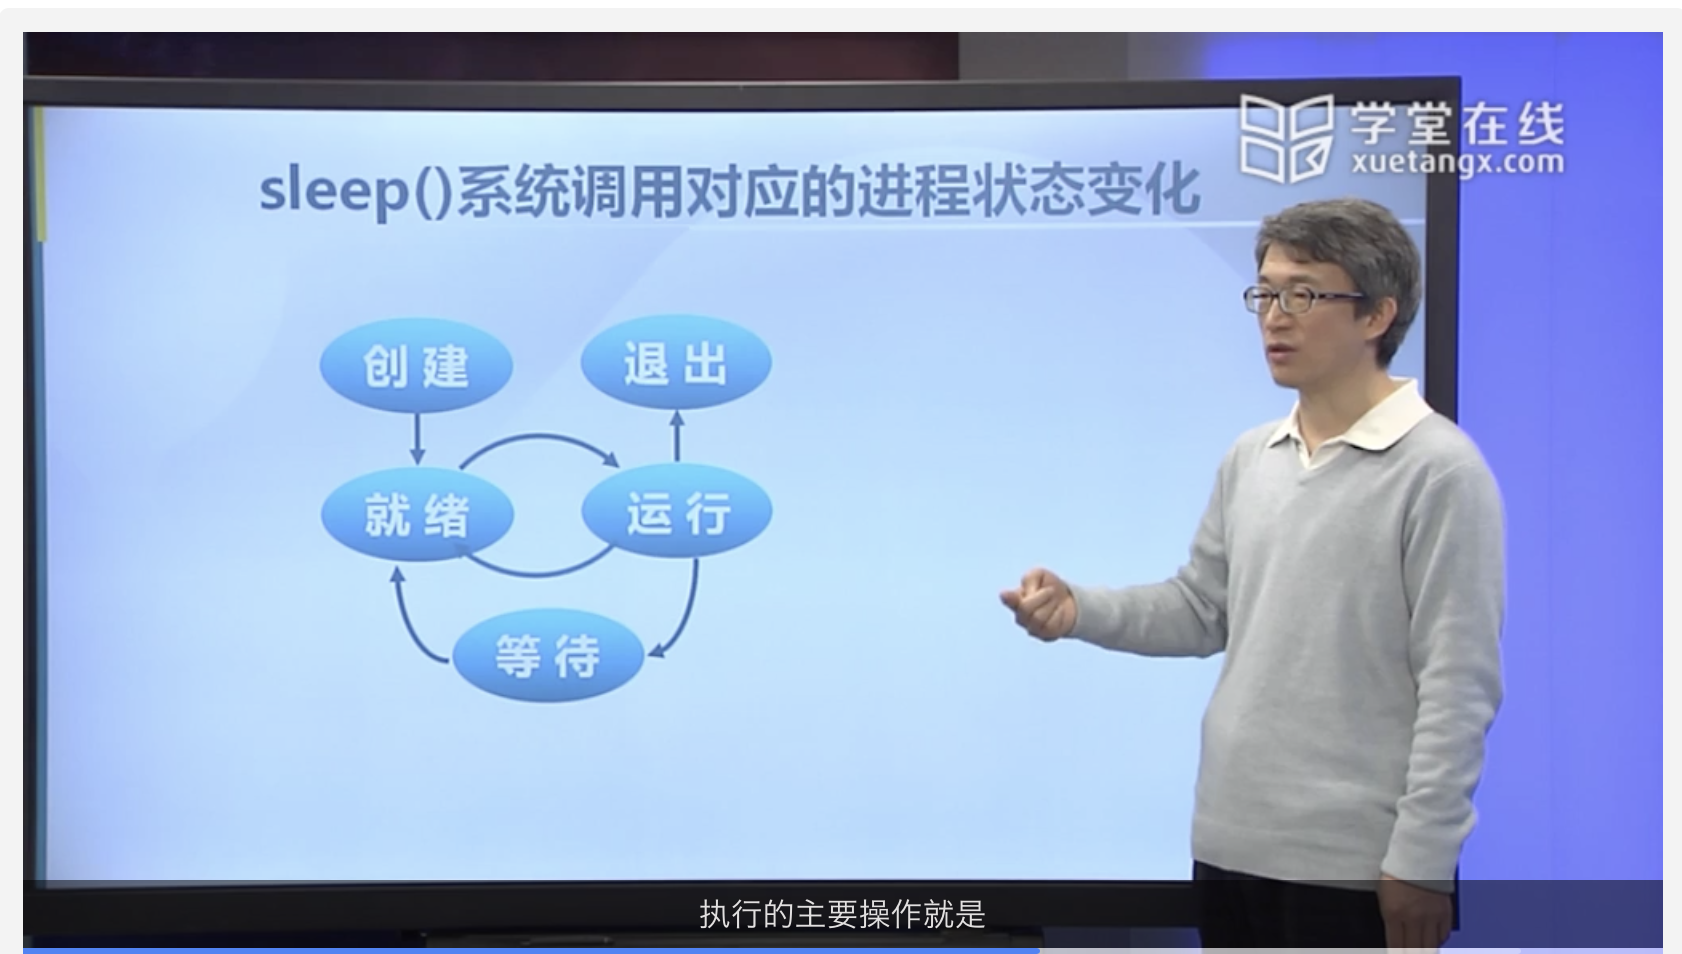 学堂在线
xuetangx.com
sleep()系统调用对应的进程状态变化
创建
退出
就绪
运行
等待
执行的主要操作就是